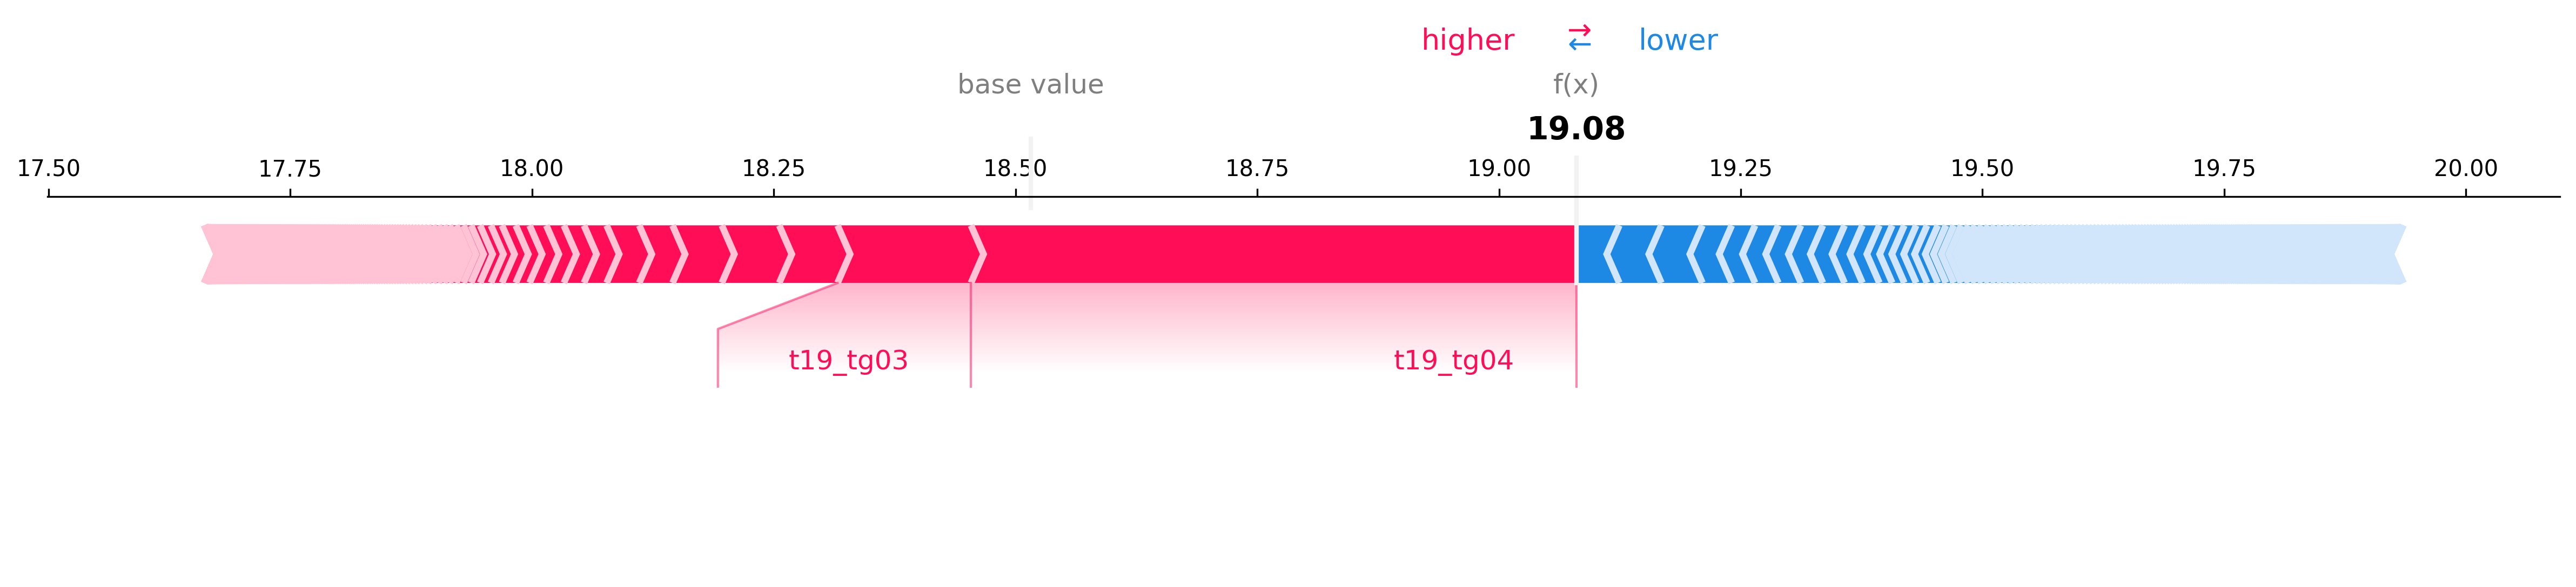 higher ⇄ lower
base value f(x)
19.08
17.50 17.75 18.00 18.25 18.50 18.75 19.00 19.25 19.50 19.75 20.00
t19_tg03 t19_tg04